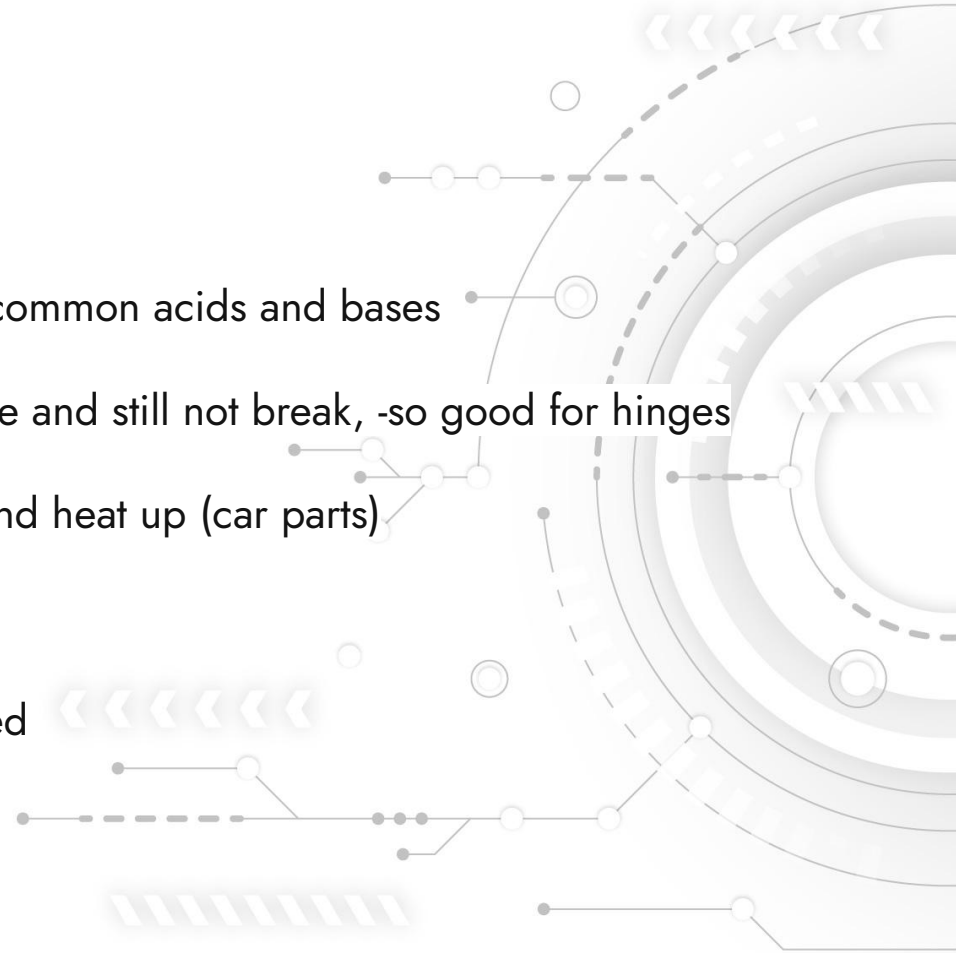 common acids and bases
e and still not break, -so good for hinges
nd heat up (car parts)
ed